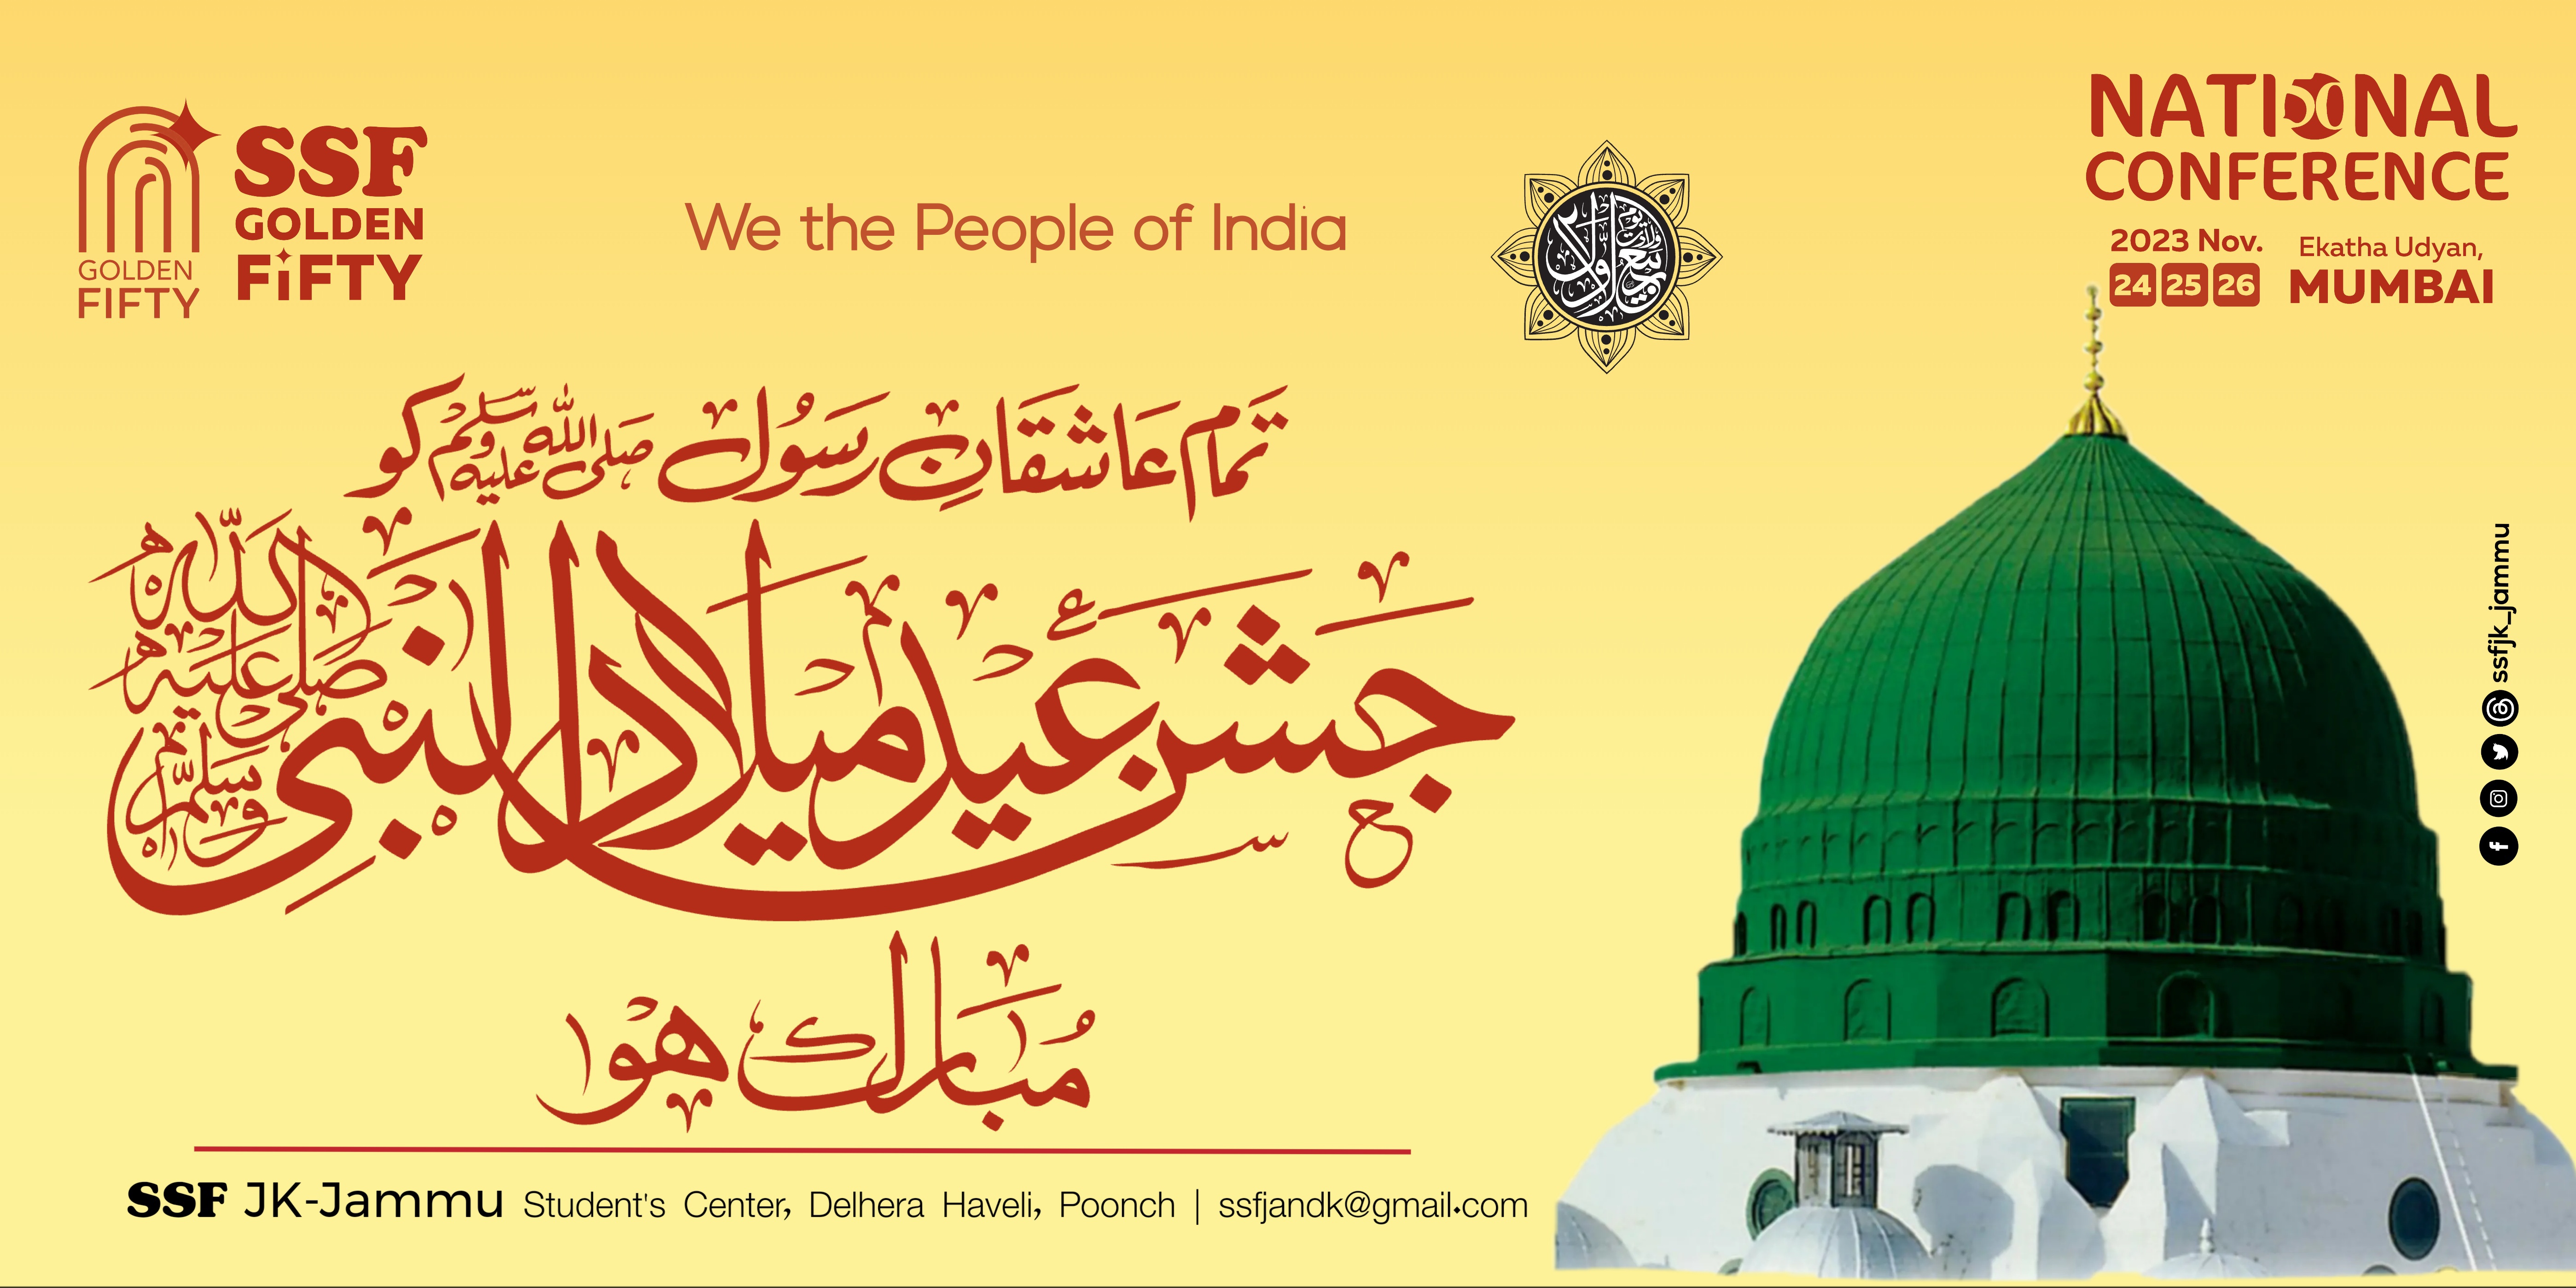 GOLDEN
FIFTY
SSF
GOLDEN
FiFTY
We the People of India
NATIONAL
CONFERENCE
2023 Nov.
24 25 26
Ekatha Udyan,
MUMBAI
تمام عاشقانِ رسول صلی اللہ علیہ وسلم کو
جشن عید میلاد النبی صلی اللہ علیہ وسلم
مبارک ہو
ssfjk_jammu
SSF JK-Jammu Student's Center, Delhera Haveli, Poonch | ssfjandk@gmail.com